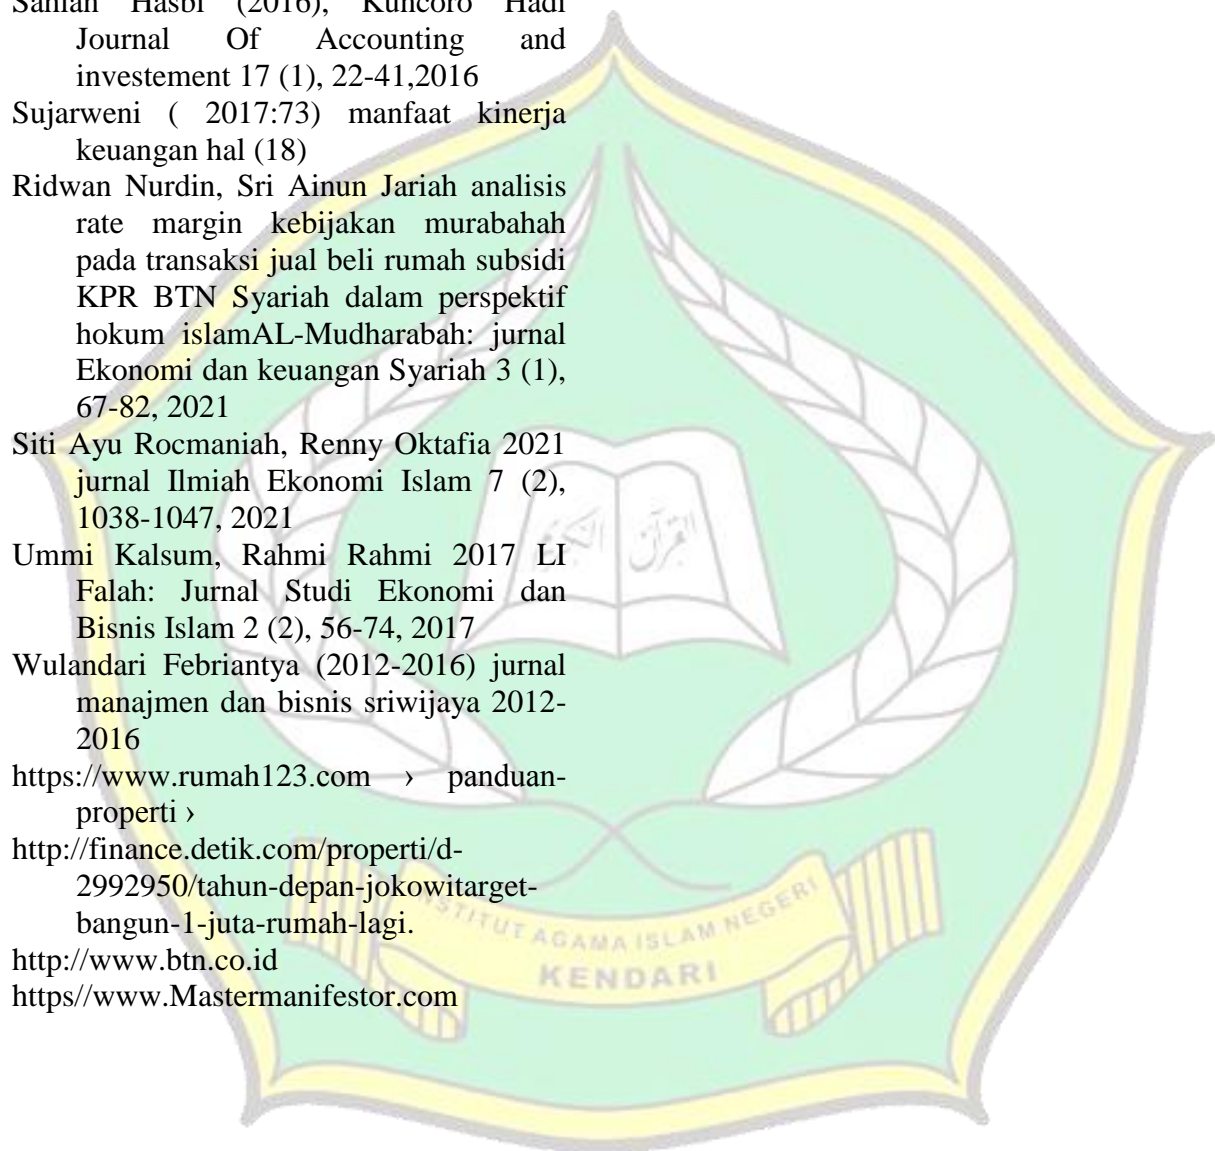 Sahlah Hasbi (2016), Kuncoro Hadi
Journal Of Accounting and
investement 17 (1), 22-41,2016
Sujarweni ( 2017:73) manfaat kinerja
keuangan hal (18)
Ridwan Nurdin, Sri Ainun Jariah analisis
rate margin kebijakan murabahah
pada transaksi jual beli rumah subsidi
KPR BTN Syariah dalam perspektif
hokum islamAL-Mudharabah: jurnal
Ekonomi dan keuangan Syariah 3 (1),
67-82, 2021
Siti Ayu Rocmaniah, Renny Oktafia 2021
jurnal Ilmiah Ekonomi Islam 7 (2),
1038-1047, 2021
Ummi Kalsum, Rahmi Rahmi 2017 LI
Falah: Jurnal Studi Ekonomi dan
Bisnis Islam 2 (2), 56-74, 2017
Wulandari Febriantya (2012-2016) jurnal
manajmen dan bisnis sriwijaya 2012-
2016
https://www.rumah123.com › panduan-
properti ›
http://finance.detik.com/properti/d-
2992950/tahun-depan-jokowitarget-
bangun-1-juta-rumah-lagi.
http://www.btn.co.id
https//www.Mastermanifestor.com
القرآن الكريم
INSTITUT AGAMA ISLAM NEGERI
KENDARI